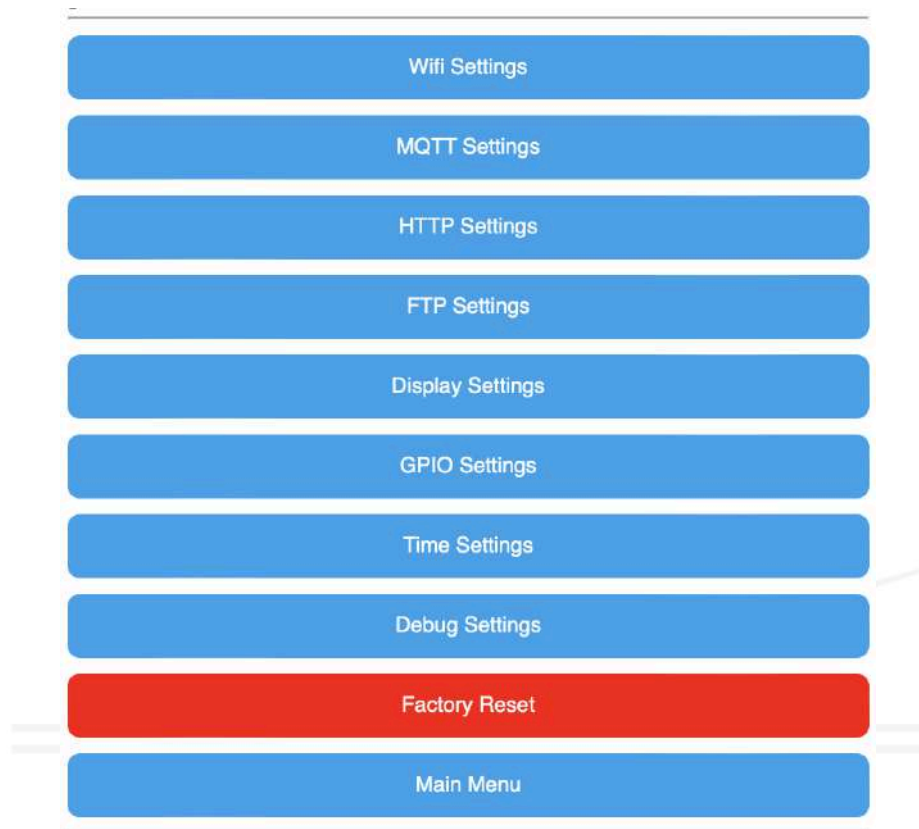 Wifi Settings
MQTT Settings
HTTP Settings
FTP Settings
Display Settings
GPIO Settings
Time Settings
Debug Settings
Factory Reset
Main Menu